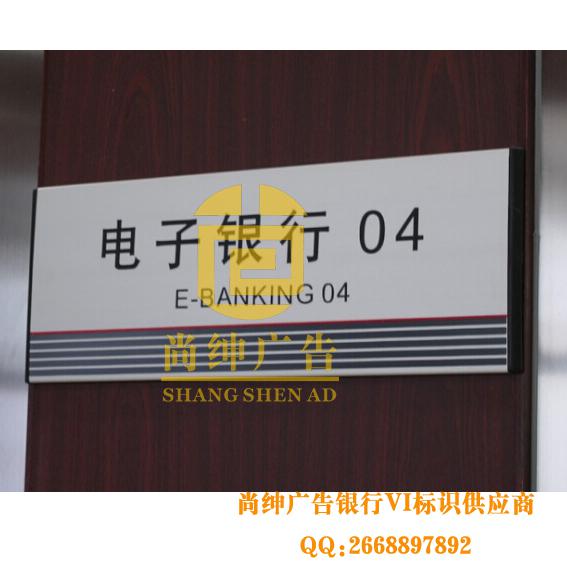 电子银行 04
E-BANKING 04
尚绅广告
SHANG SHEN AD
尚绅广告银行VI标识供应商
QQ:2668897892